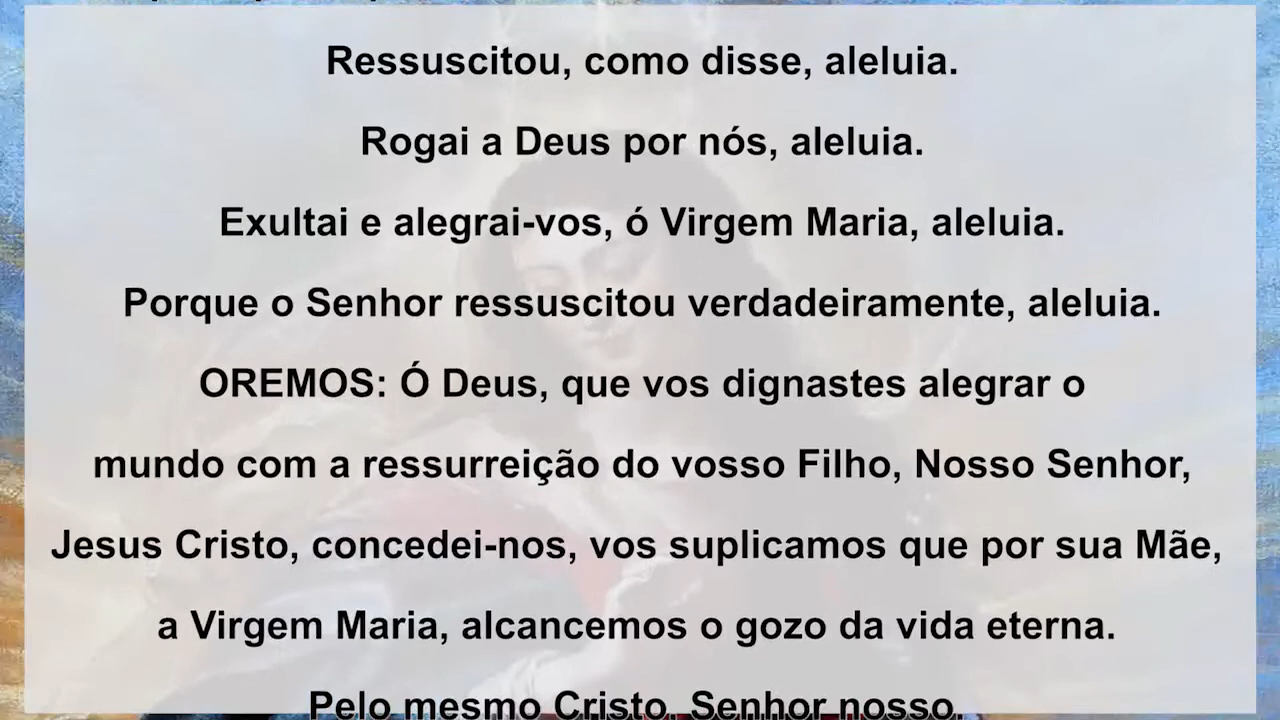 Ressuscitou, como disse, aleluia.
Rogai a Deus por nós, aleluia.
Exultai e alegrai-vos, ó Virgem Maria, aleluia.
Porque o Senhor ressuscitou verdadeiramente, aleluia.
OREMOS: Ó Deus, que vos dignastes alegrar o
mundo com a ressurreição do vosso Filho, Nosso Senhor,
Jesus Cristo, concedei-nos, vos suplicamos que por sua Mãe,
a Virgem Maria, alcancemos o gozo da vida eterna.
Pelo mesmo Cristo, Senhor nosso.